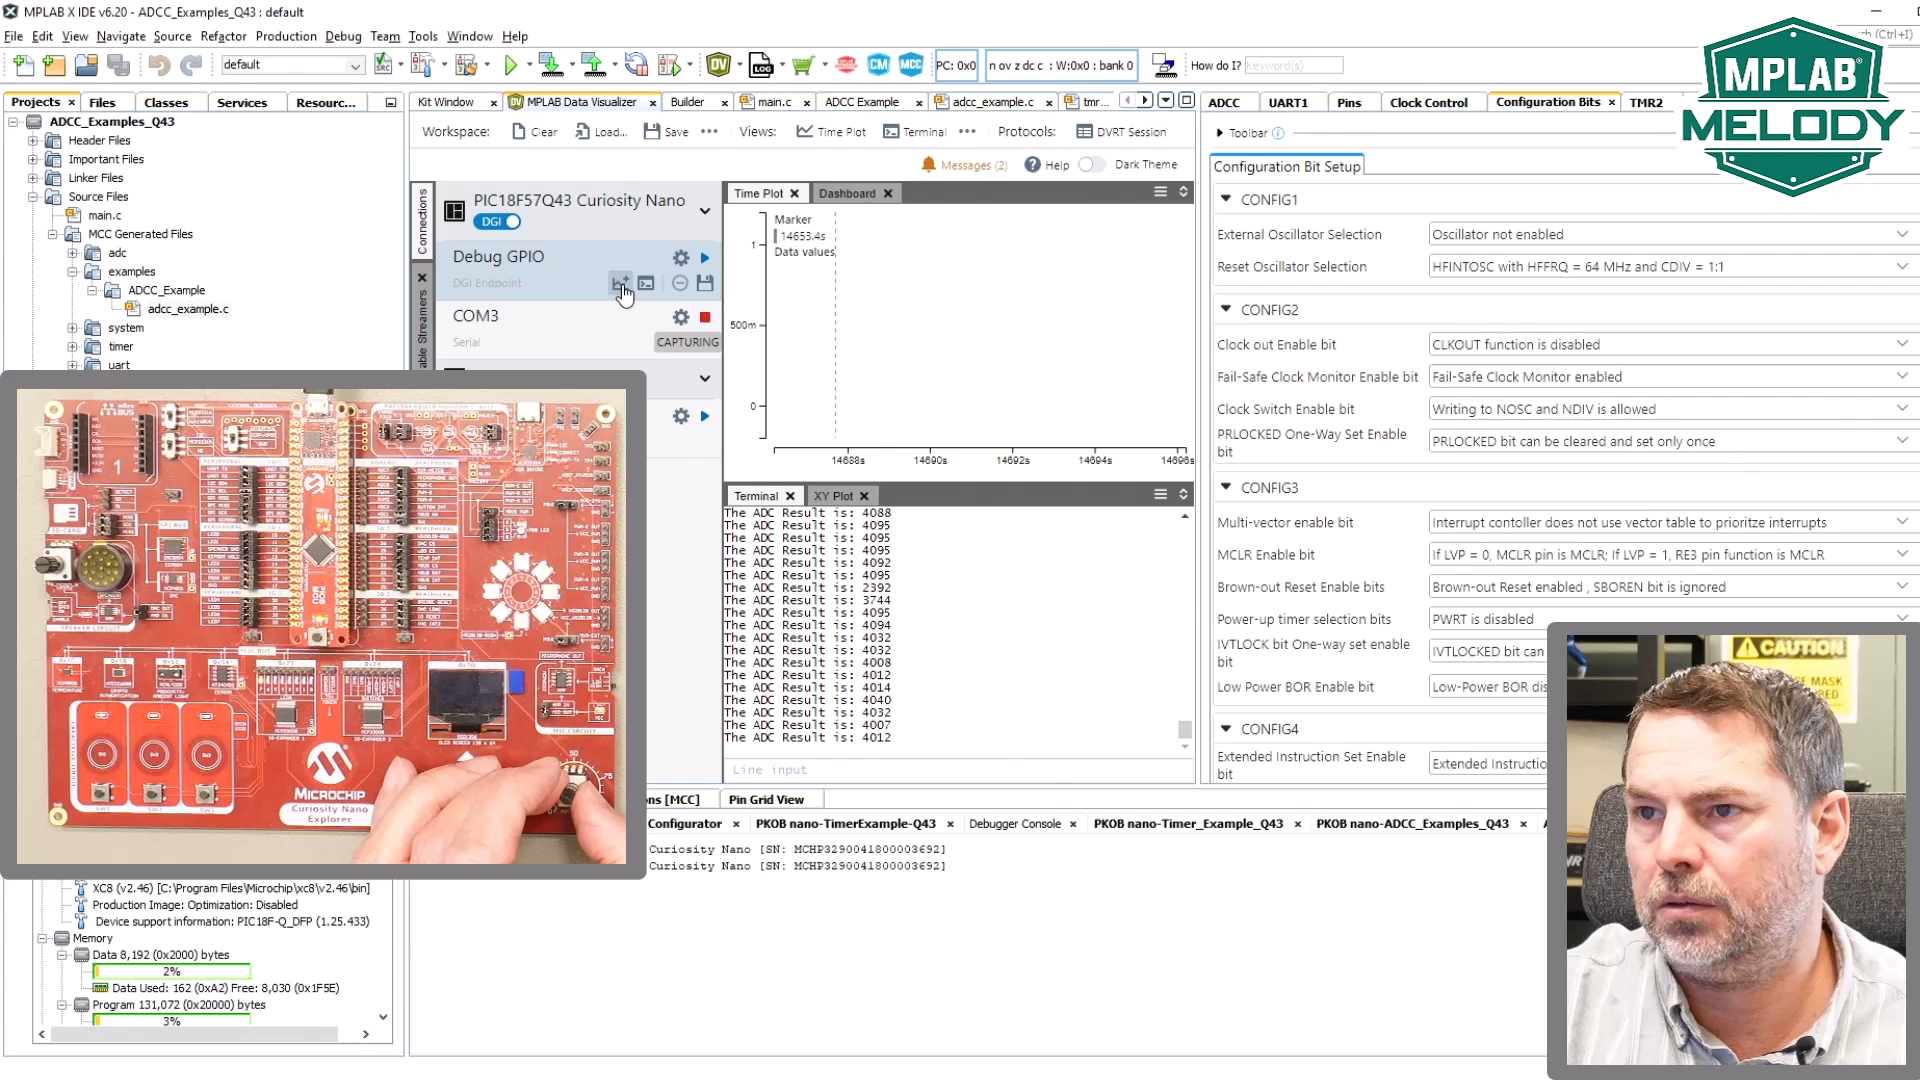 MPLAB X IDE v6.20 - ADCC_Examples_Q43 : default
File Edit View Navigate Source Refactor Production Debug Team Tools Window Help
default
PC: 0x0
n ov z dc c : W:0x0 : bank 0
How do I? Keyword(s)
(Ctrl+I)
MPLAB
MELODY
Projects Files Classes Services Resourc...
Kit Window MPLAB Data Visualizer Builder main.c ADCC Example adcc_example.c tmr...
ADCC UART1 Pins Clock Control Configuration Bits TMR2
ADCC_Examples_Q43
Header Files
Important Files
Linker Files
Source Files
main.c
MCC Generated Files
adc
examples
ADCC_Example
adcc_example.c
system
timer
uart
Workspace: Clear Load... Save Views: Time Plot Terminal Protocols: DVRT Session
Messages (2) Help Dark Theme
Connections
PIC18F57Q43 Curiosity Nano
DGI
Debug GPIO
DGI Endpoint
COM3
Serial
CAPTURING
able Streamers
Time Plot Dashboard
Marker
14653.4s
Data values
1
500m
0
14688s 14690s 14692s 14694s 14696s
Terminal XY Plot
The ADC Result is: 4088
The ADC Result is: 4095
The ADC Result is: 4095
The ADC Result is: 4095
The ADC Result is: 4092
The ADC Result is: 4095
The ADC Result is: 2392
The ADC Result is: 3744
The ADC Result is: 4095
The ADC Result is: 4094
The ADC Result is: 4032
The ADC Result is: 4032
The ADC Result is: 4008
The ADC Result is: 4012
The ADC Result is: 4014
The ADC Result is: 4040
The ADC Result is: 4032
The ADC Result is: 4007
The ADC Result is: 4012
Line input
Toolbar
Configuration Bit Setup
CONFIG1
External Oscillator Selection Oscillator not enabled
Reset Oscillator Selection HFINTOSC with HFFRQ = 64 MHz and CDIV = 1:1
CONFIG2
Clock out Enable bit CLKOUT function is disabled
Fail-Safe Clock Monitor Enable bit Fail-Safe Clock Monitor enabled
Clock Switch Enable bit Writing to NOSC and NDIV is allowed
PRLOCKED One-Way Set Enable bit PRLOCKED bit can be cleared and set only once
CONFIG3
Multi-vector enable bit Interrupt contoller does not use vector table to prioritze interrupts
MCLR Enable bit If LVP = 0, MCLR pin is MCLR; If LVP = 1, RE3 pin function is MCLR
Brown-out Reset Enable bits Brown-out Reset enabled , SBOREN bit is ignored
Power-up timer selection bits PWRT is disabled
IVTLOCK bit One-way set enable bit IVTLOCKED bit can
Low Power BOR Enable bit Low-Power BOR dis
CONFIG4
Extended Instruction Set Enable bit Extended Instructio
MICROCHIP
Curiosity Nano
Explorer
CAUTION
ons [MCC] Pin Grid View
Configurator PKOB nano-TimerExample-Q43 Debugger Console PKOB nano-Timer_Example_Q43 PKOB nano-ADCC_Examples_Q43
Curiosity Nano [SN: MCHP3290041800003692]
Curiosity Nano [SN: MCHP3290041800003692]
XC8 (v2.46) [C:\Program Files\Microchip\xc8\v2.46\bin]
Production Image: Optimization: Disabled
Device support information: PIC18F-Q_DFP (1.25.433)
Memory
Data 8,192 (0x2000) bytes
2%
Data Used: 162 (0xA2) Free: 8,030 (0x1F5E)
Program 131,072 (0x20000) bytes
3%